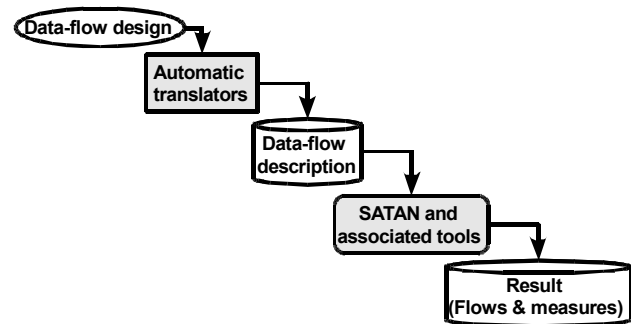 Data-flow design
Automatic
translators
Data-flow
description
SATAN and
associated tools
Result
(Flows & measures)